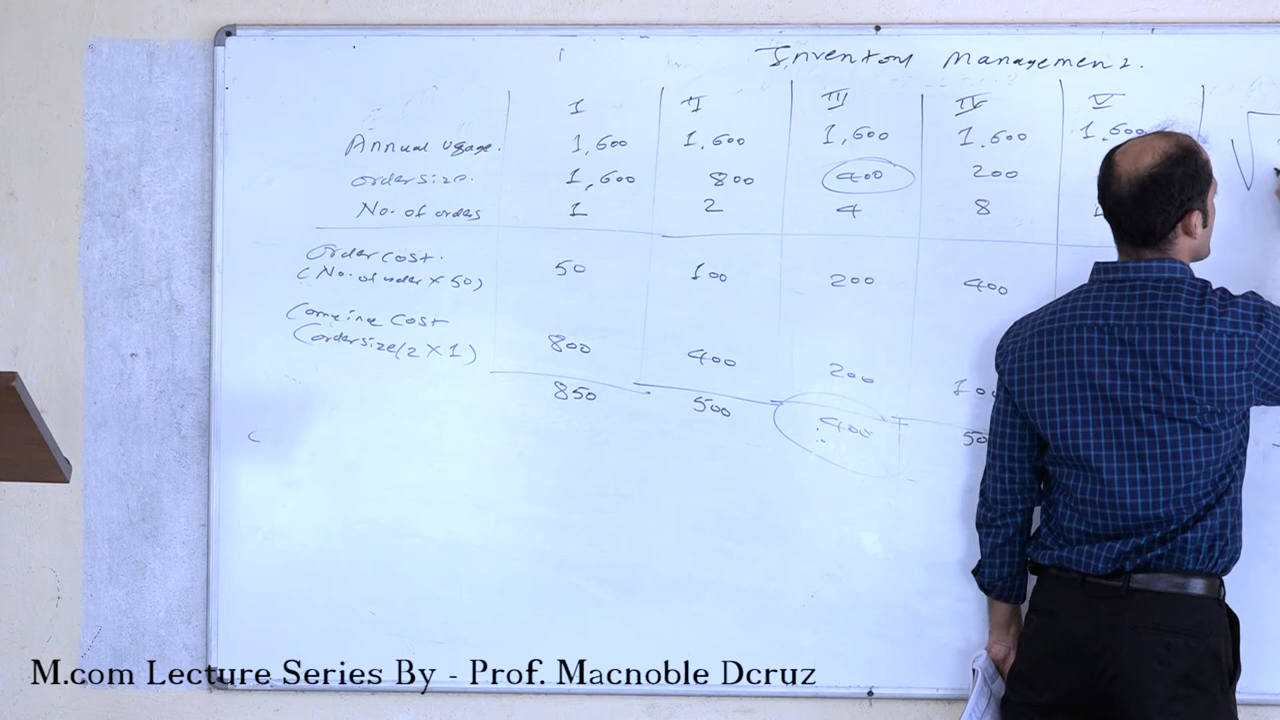 Inventory Management.
I II III IV V
Annual usage. 1,600 1,600 1,600 1.600 1,600
Order size. 1,600 800 400 200
No. of orders 1 2 4 8 1
Order cost.
(No. of order × 50) 50 100 200 400
cost
(order size/2 × 1) 800 400 200 100
850 500 400 50
M.com Lecture Series By - Prof. Macnoble Dcruz